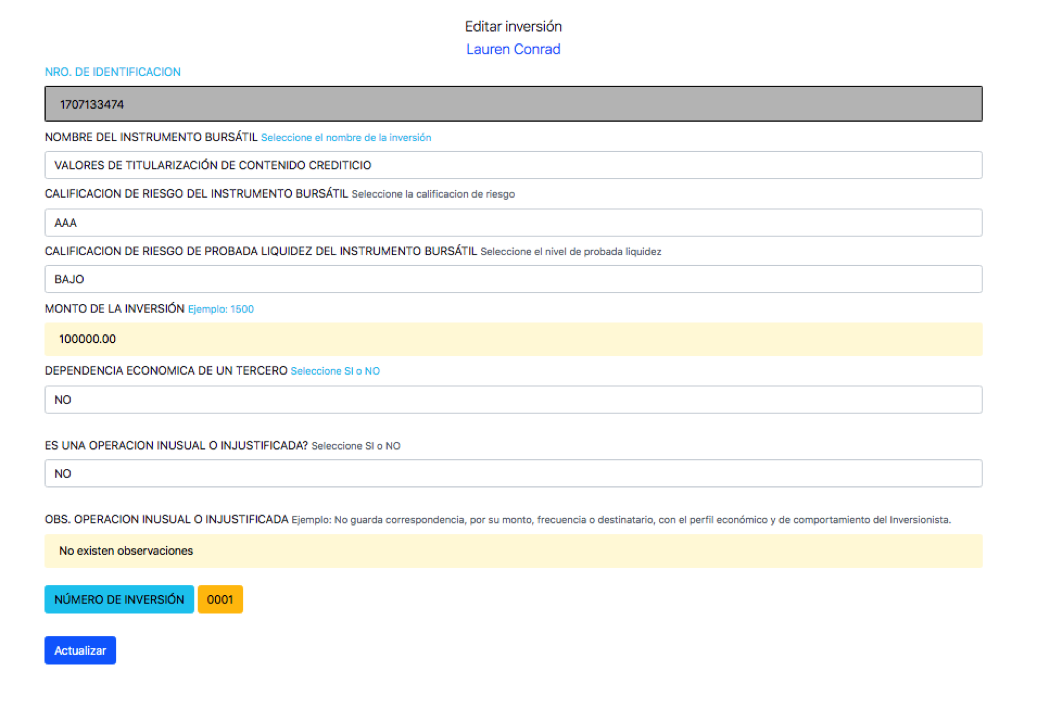 Editar inversión
Lauren Conrad
NRO. DE IDENTIFICACION
1707133474
NOMBRE DEL INSTRUMENTO BURSÁTIL Seleccione el nombre de la inversión
VALORES DE TITULARIZACIÓN DE CONTENIDO CREDITICIO
CALIFICACION DE RIESGO DEL INSTRUMENTO BURSÁTIL Seleccione la calificacion de riesgo
AAA
CALIFICACION DE RIESGO DE PROBADA LIQUIDEZ DEL INSTRUMENTO BURSÁTIL Seleccione el nivel de probada liquidez
BAJO
MONTO DE LA INVERSIÓN Ejemplo: 1500
100000.00
DEPENDENCIA ECONOMICA DE UN TERCERO Seleccione SI o NO
NO
ES UNA OPERACION INUSUAL O INJUSTIFICADA? Seleccione SI o NO
NO
OBS. OPERACION INUSUAL O INJUSTIFICADA Ejemplo: No guarda correspondencia, por su monto, frecuencia o destinatario, con el perfil económico y de comportamiento del Inversionista.
No existen observaciones
NÚMERO DE INVERSIÓN 0001
Actualizar